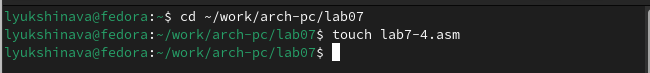 lyukshinava@fedora:~$ cd ~/work/arch-pc/lab07
lyukshinava@fedora:~/work/arch-pc/lab07$ touch lab7-4.asm
lyukshinava@fedora:~/work/arch-pc/lab07$